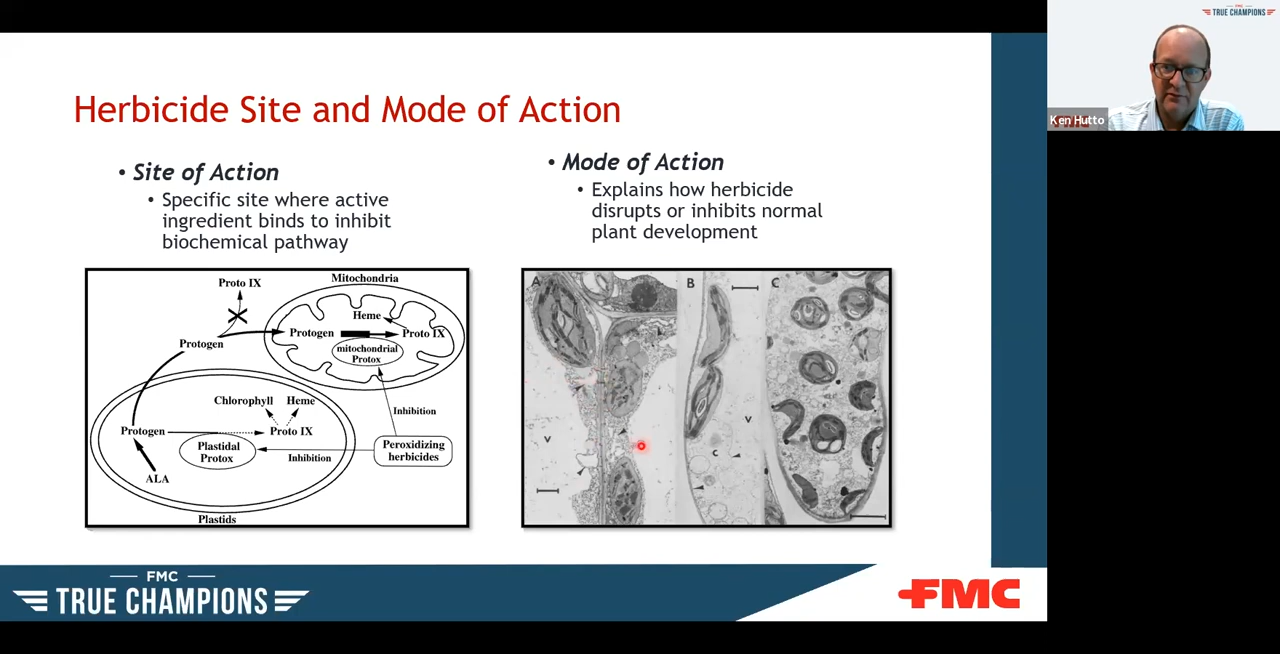 Herbicide Site and Mode of Action
• Site of Action
• Specific site where active
ingredient binds to inhibit
biochemical pathway
Proto IX
Mitochondria
Heme
Protogen
Proto IX
mitochondrial
Protox
Protogen
Chlorophyll
Heme
Inhibition
Protogen
Proto IX
Plastidal
Protox
Inhibition
Peroxidizing
herbicides
ALA
Plastids
• Mode of Action
• Explains how herbicide
disrupts or inhibits normal
plant development
A
B
C
V
V
C
FMC
TRUE CHAMPIONS
FMC
FMC
TRUE CHAMPIONS
Ken Hutto